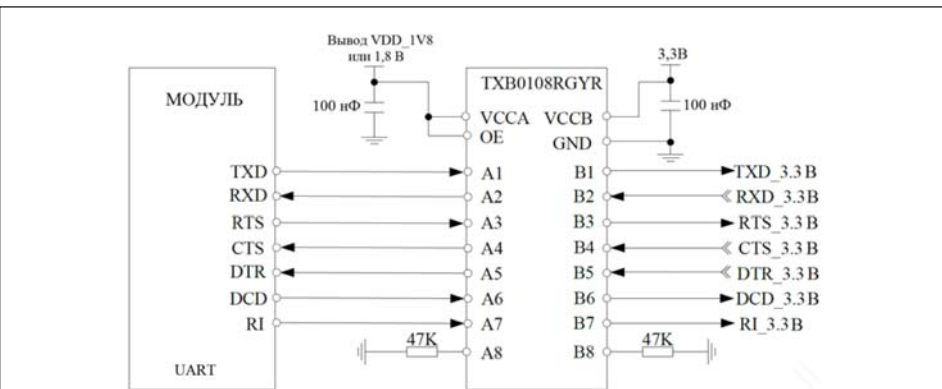 Вывод VDD_1V8
или 1,8 В
3,3В
TXB0108RGYR
МОДУЛЬ
100 нФ
100 нФ
VCCA VCCB
OE
GND
TXD A1 B1 TXD_3.3 В
RXD A2 B2 RXD_3.3В
RTS A3 B3 RTS_3.3 В
CTS A4 B4 CTS_3.3 В
DTR A5 B5 DTR_3.3 В
DCD A6 B6 DCD_3.3В
RI A7 B7 RI_3.3В
47K A8 B8 47K
UART